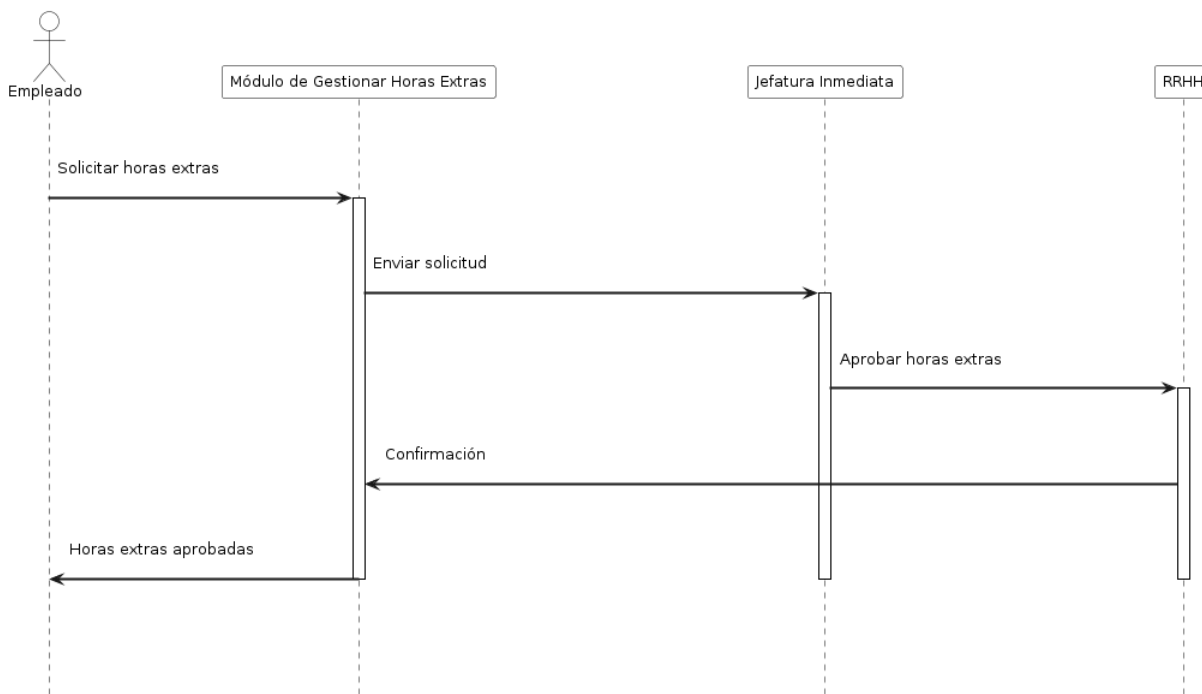 Empleado
Módulo de Gestionar Horas Extras
Jefatura Inmediata
RRHH
Solicitar horas extras
Enviar solicitud
Aprobar horas extras
Confirmación
Horas extras aprobadas